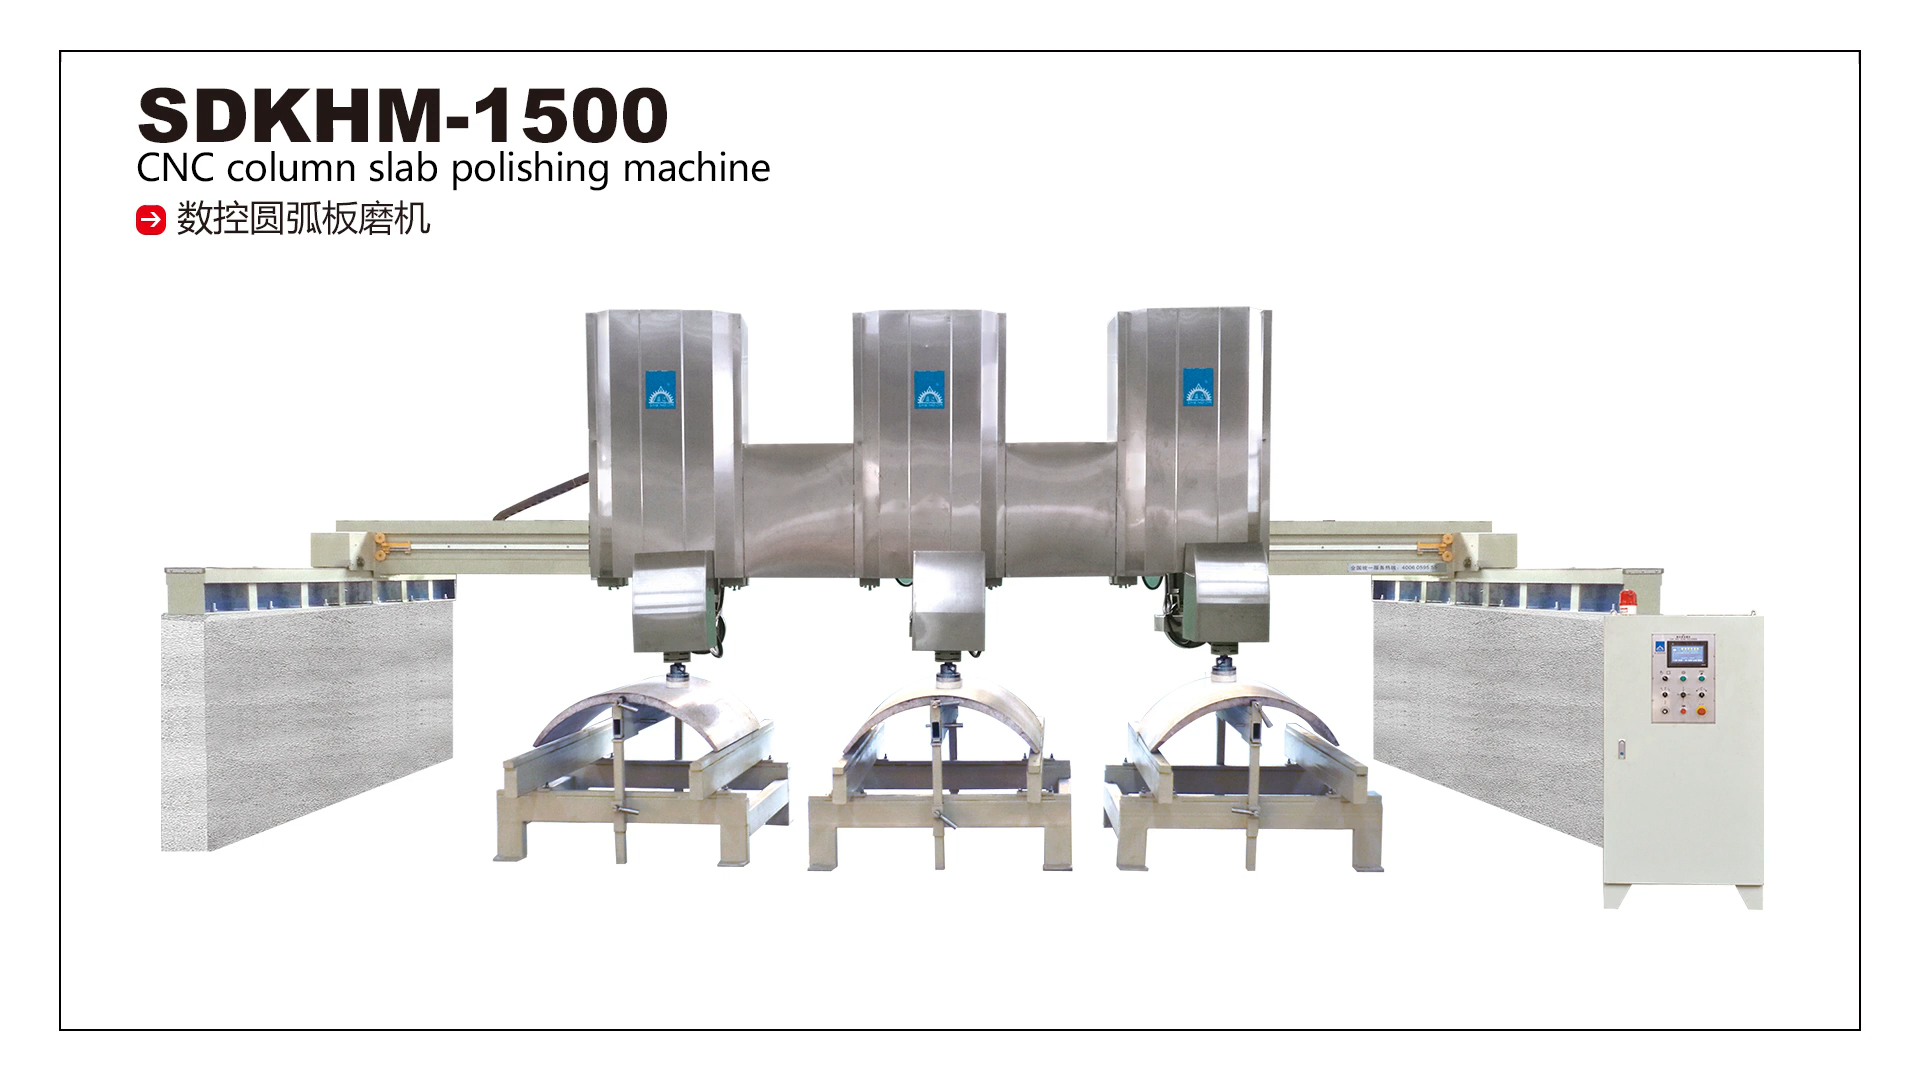 SDKHM-1500
CNC column slab polishing machine
数控圆弧板磨机